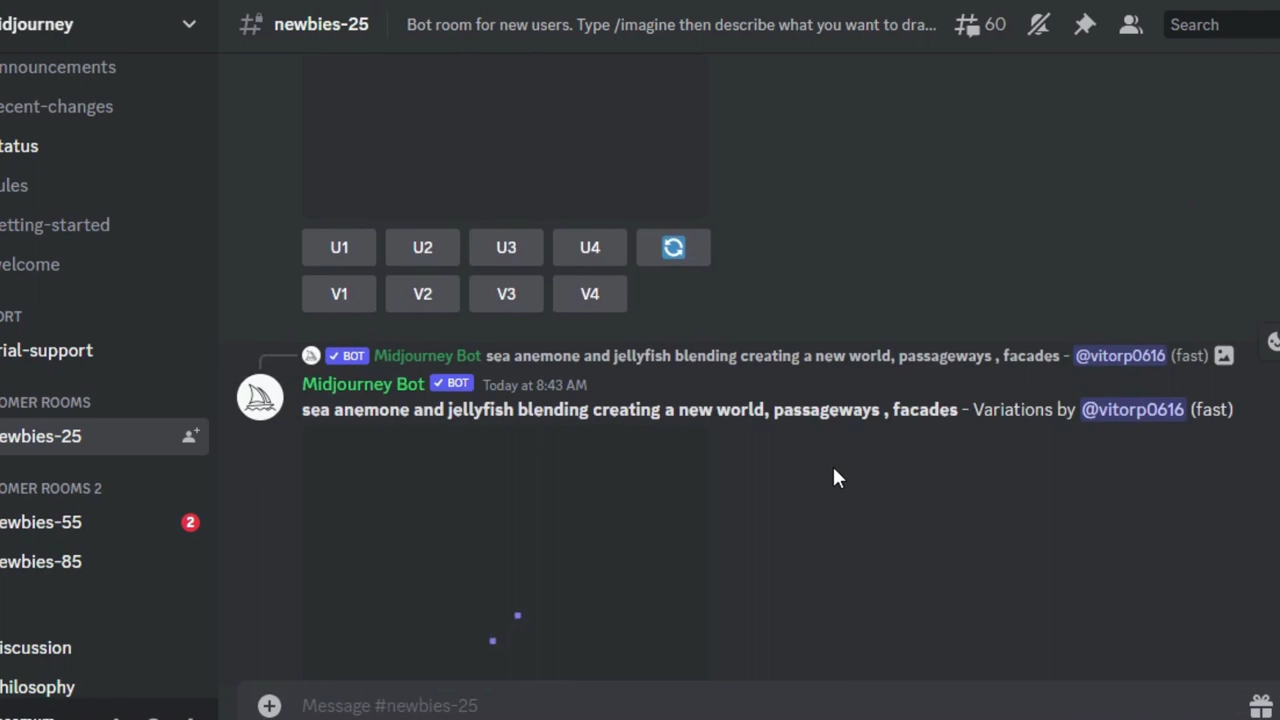 idjourney
newbies-25
Bot room for new users. Type /imagine then describe what you want to dra...
60
Search
nnouncements
ecent-changes
tatus
ules
etting-started
elcome
ORT
rial-support
OMER ROOMS
ewbies-25
OMER ROOMS 2
ewbies-55
2
ewbies-85
iscussion
hilosophy
U1 U2 U3 U4
V1 V2 V3 V4
✓ BOT Midjourney Bot sea anemone and jellyfish blending creating a new world, passageways , facades - @vitorp0616 (fast)
Midjourney Bot ✓ BOT Today at 8:43 AM
sea anemone and jellyfish blending creating a new world, passageways , facades - Variations by @vitorp0616 (fast)
Message #newbies-25